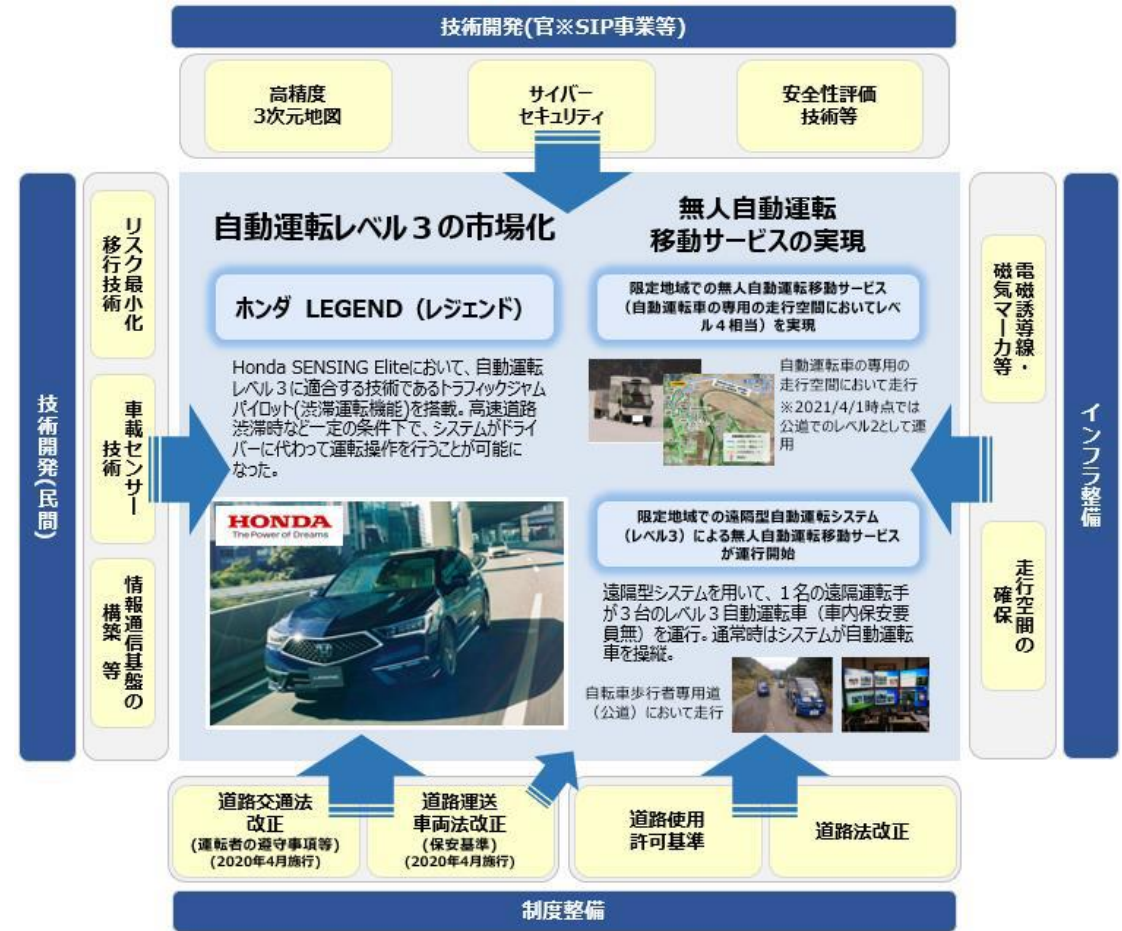 技術開発(官※SIP事業等)
高精度
3次元地図
サイバー
セキュリティ
安全性評価
技術等
技術開発(民間)
リスク最小化
移行技術
車載センサー
技術
情報通信基盤の
構築 等
自動運転レベル3の市場化
ホンダ LEGEND(レジェンド)
Honda SENSING Eliteにおいて、自動運転
レベル3に適合する技術であるトラフィックジャム
パイロット(渋滞運転機能)を搭載。高速道路
渋滞時など一定の条件下で、システムがドライ
バーに代わって運転操作を行うことが可能に
なった。
HONDA
The Power of Dreams
LEGEND
無人自動運転
移動サービスの実現
限定地域での無人自動運転移動サービス
(自動運転車の専用の走行空間においてレベ
ル4相当)を実現
自動運転車の専用の
走行空間において走行
※2021/4/1時点では
公道でのレベル2として運
用
限定地域での遠隔型自動運転システム
(レベル3)による無人自動運転移動サービス
が運行開始
遠隔型システムを用いて、1名の遠隔運転手
が3台のレベル3自動運転車(車内保安要
員無)を運行。通常時はシステムが自動運転
車を操縦。
自転車歩行者専用道
(公道)において走行
電磁誘導線・
磁気マーカ等
走行空間の
確保
インフラ整備
道路交通法
改正
(運転者の遵守事項等)
(2020年4月施行)
道路運送
車両法改正
(保安基準)
(2020年4月施行)
道路使用
許可基準
道路法改正
制度整備